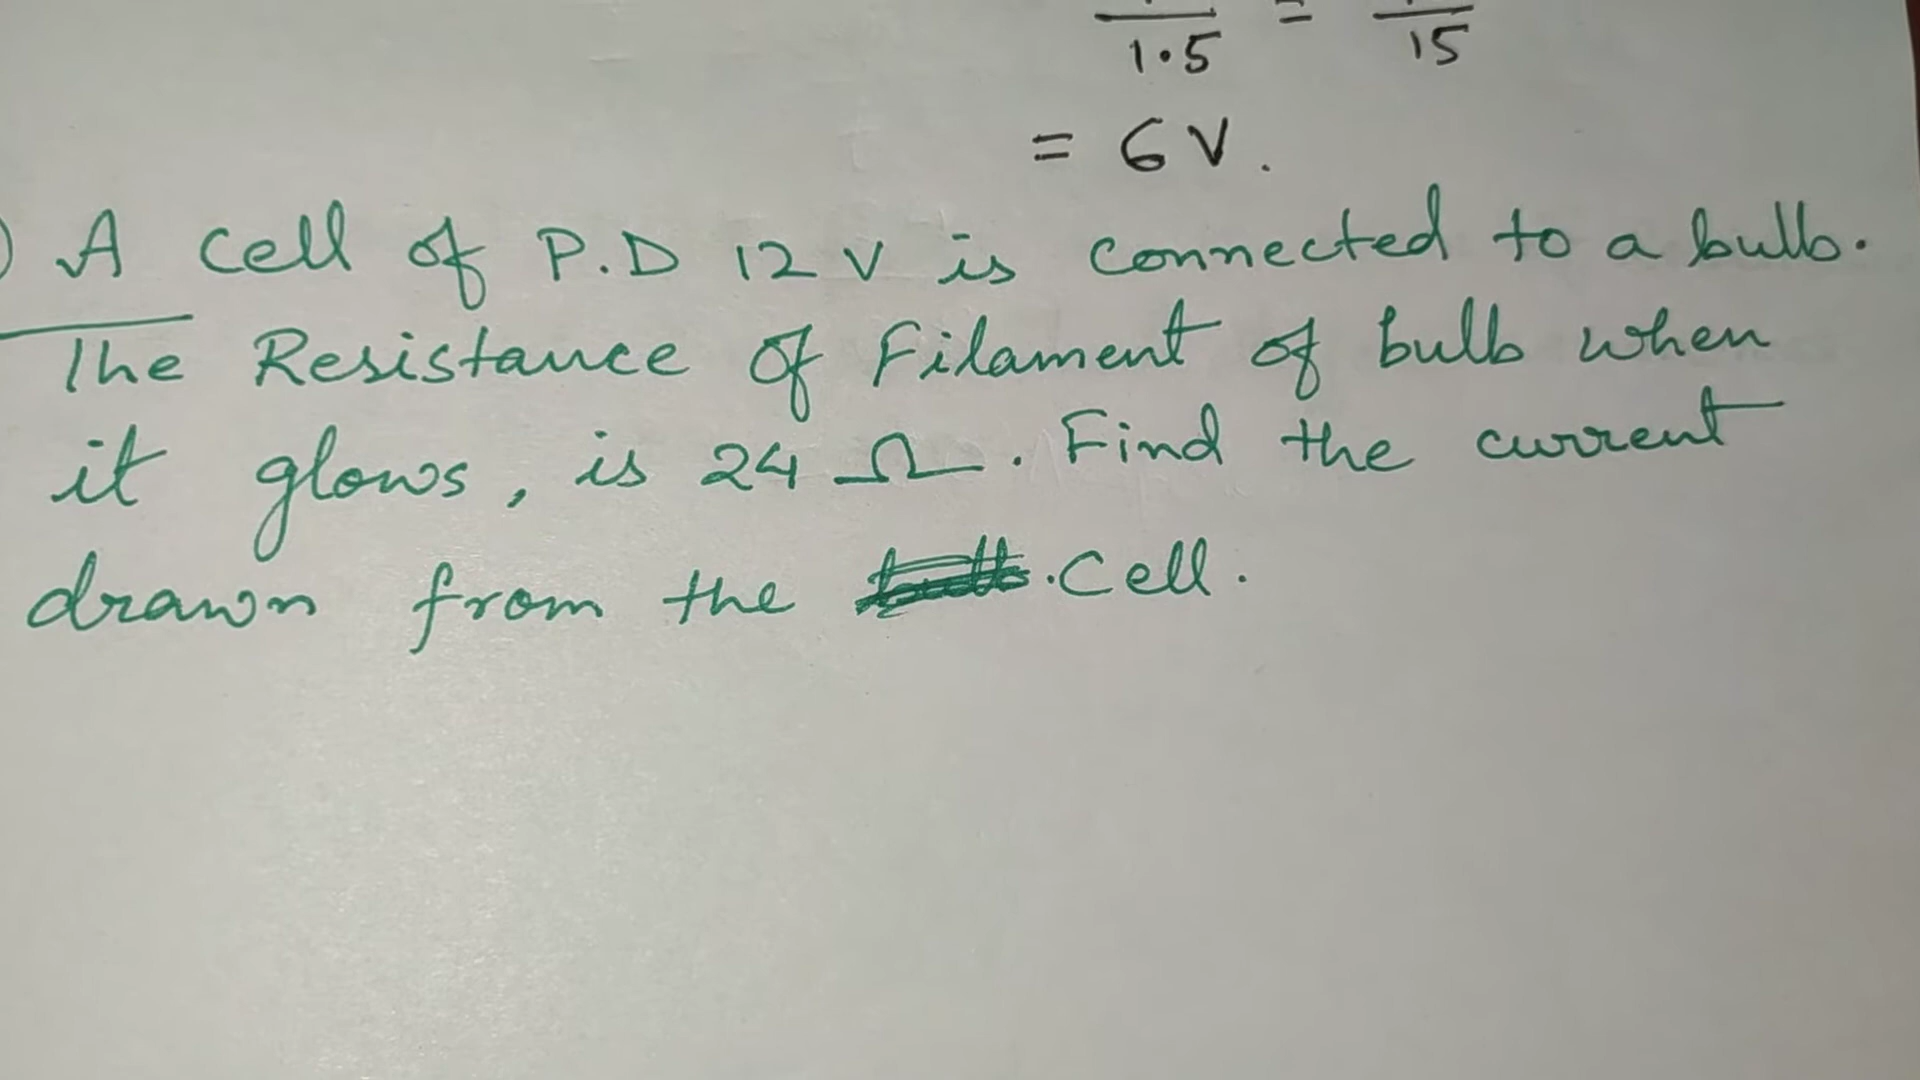 1.5 = 15
= 6 V.
) A cell of P.D 12 V is connected to a bulb.
The Resistance of Filament of bulb when
it glows, is 24 Ω. Find the current
drawn from the .Cell.